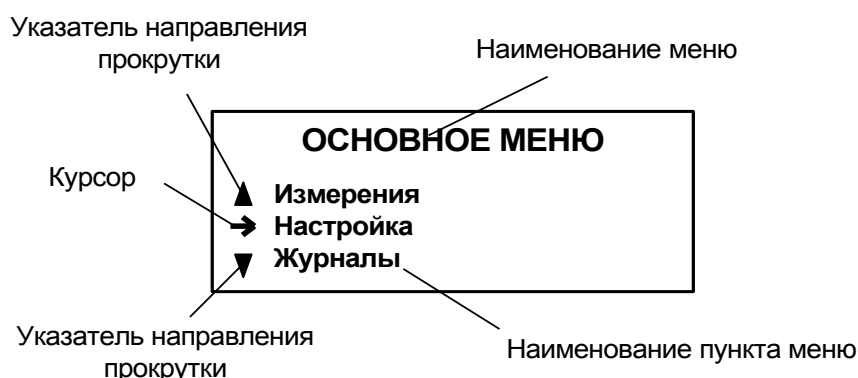 Указатель направления
прокрутки
Наименование меню
ОСНОВНОЕ МЕНЮ
Курсор
Измерения
Настройка
Журналы
Указатель направления
прокрутки
Наименование пункта меню